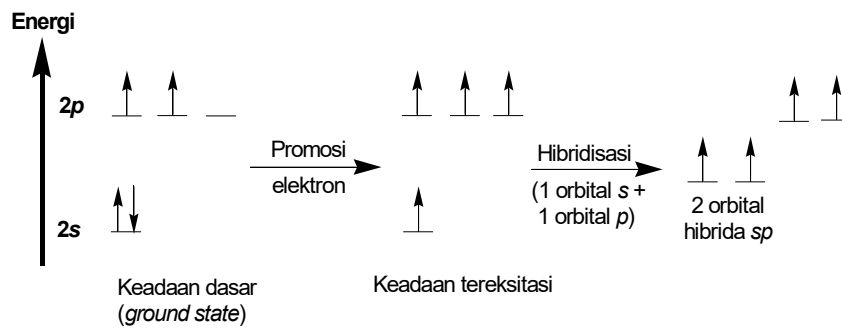 Energi
2p
Promosi
elektron
Hibridisasi
(1 orbital s +
1 orbital p)
2 orbital
hibrida sp
2s
Keadaan dasar
(ground state)
Keadaan tereksitasi